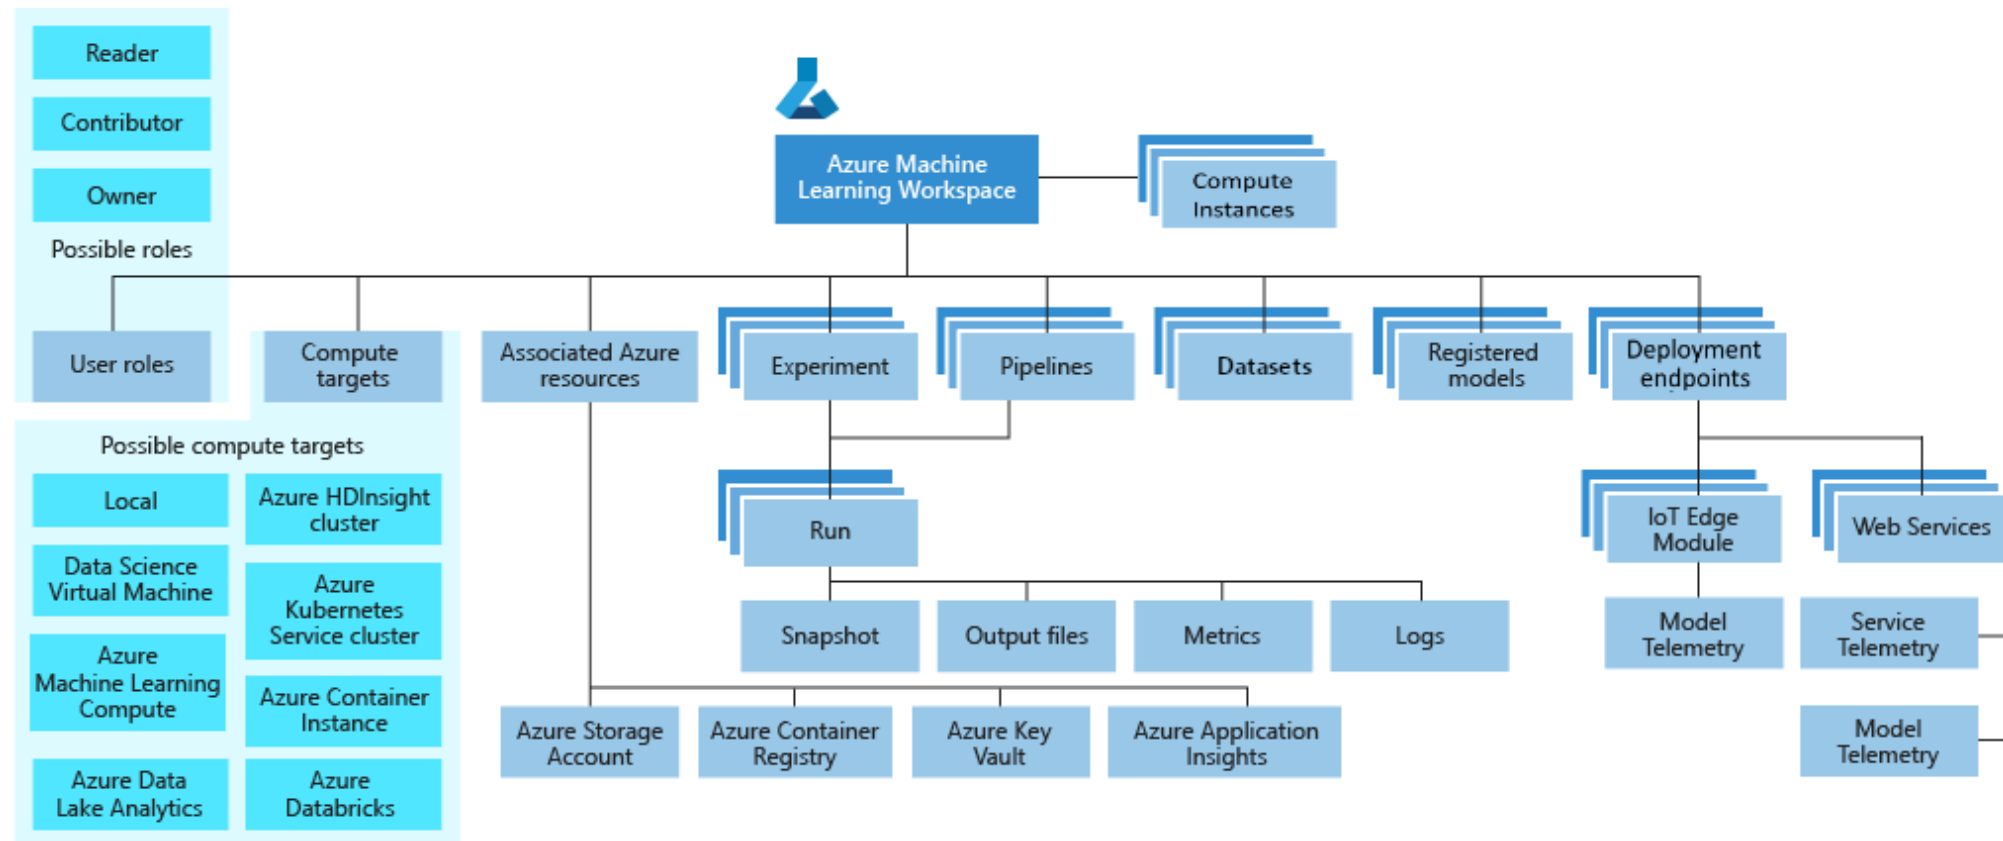 Reader
Contributor
Owner
Possible roles
Azure Machine
Learning Workspace
Compute
Instances
User roles
Compute
targets
Associated Azure
resources
Experiment
Pipelines
Datasets
Registered
models
Deployment
endpoints
Possible compute targets
Local
Azure HDInsight
cluster
Data Science
Virtual Machine
Azure
Kubernetes
Service cluster
Azure
Machine Learning
Compute
Azure Container
Instance
Azure Data
Lake Analytics
Azure
Databricks
Run
IoT Edge
Module
Web Services
Snapshot
Output files
Metrics
Logs
Model
Telemetry
Service
Telemetry
Azure Storage
Account
Azure Container
Registry
Azure Key
Vault
Azure Application
Insights
Model
Telemetry